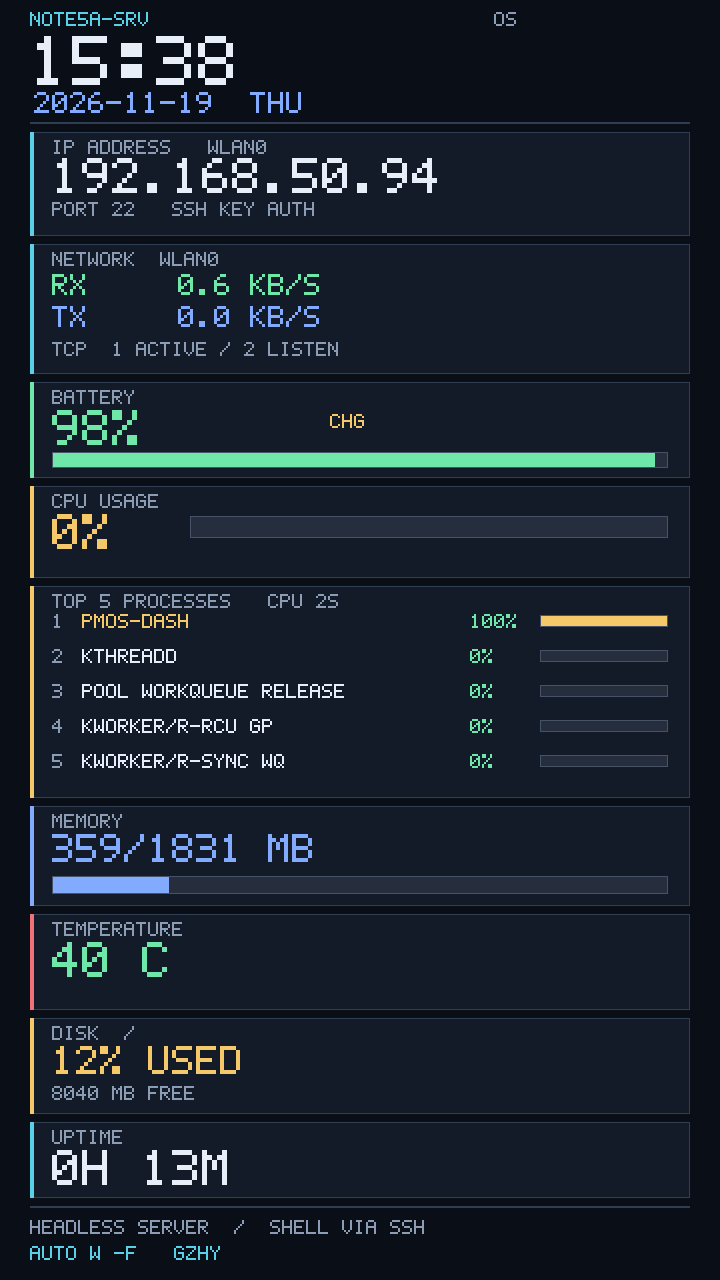 NOTE5A-SRV OS
15:38
2026-11-19 THU
IP ADDRESS WLAN0
192.168.50.94
PORT 22 SSH KEY AUTH
NETWORK WLAN0
RX 0.6 KB/S
TX 0.0 KB/S
TCP 1 ACTIVE / 2 LISTEN
BATTERY
98% CHG
CPU USAGE
0%
TOP 5 PROCESSES CPU 2S
1 PMOS-DASH 100%
2 KTHREADD 0%
3 POOL WORKQUEUE RELEASE 0%
4 KWORKER/R-RCU GP 0%
5 KWORKER/R-SYNC WQ 0%
MEMORY
359/1831 MB
TEMPERATURE
40 C
DISK /
12% USED
8040 MB FREE
UPTIME
0H 13M
HEADLESS SERVER / SHELL VIA SSH
AUTO W -F GZHY